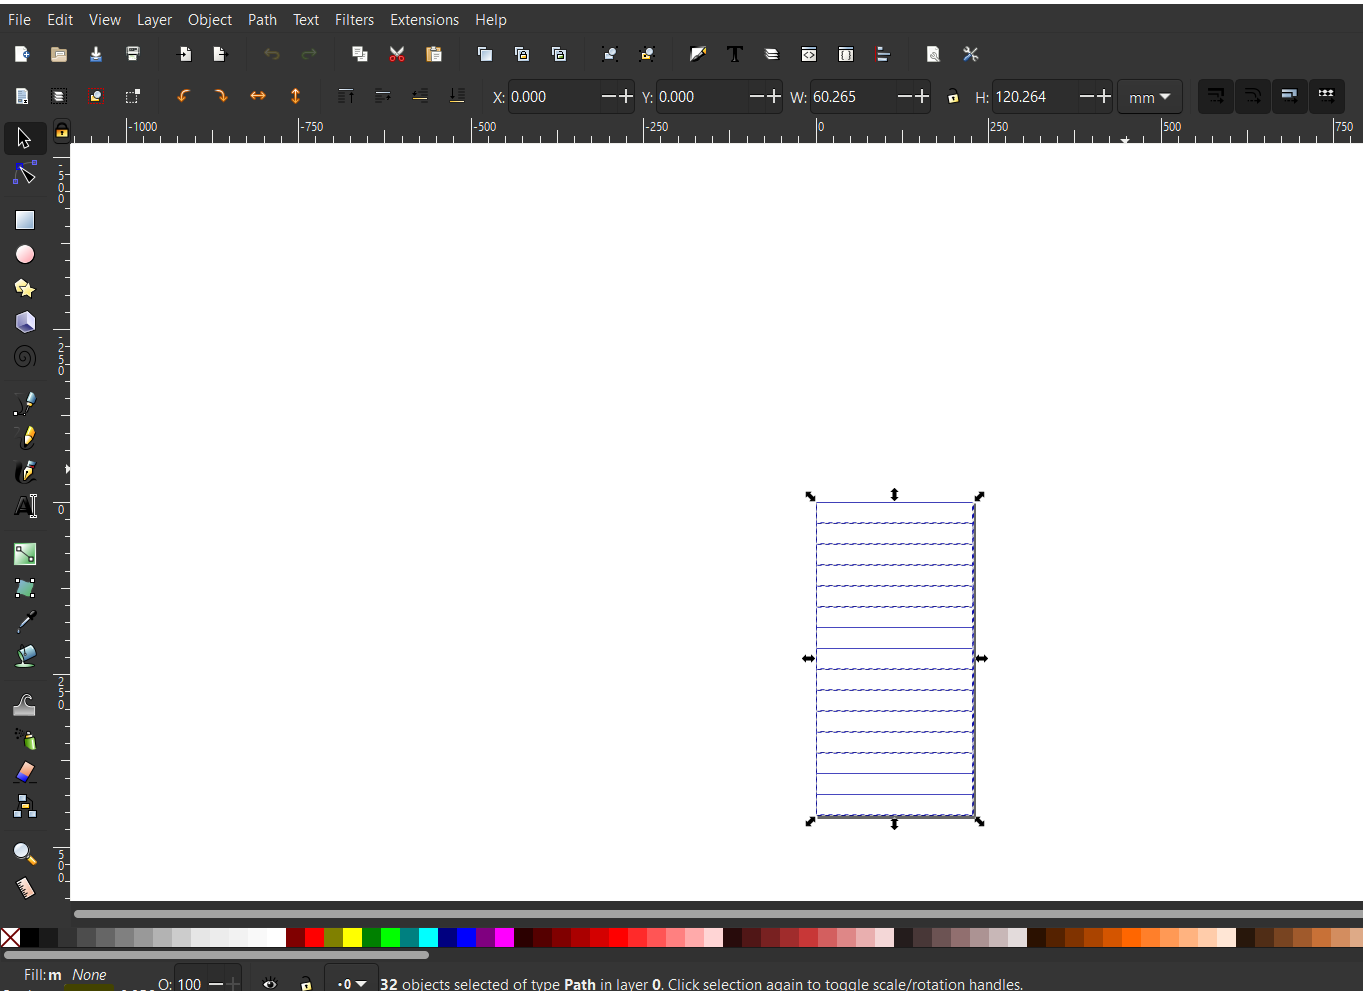 File Edit View Layer Object Path Text Filters Extensions Help
X: 0.000 Y: 0.000 W: 60.265 H: 120.264 mm
-1000 -750 -500 -250 0 250 500 750
-500
-250
0
250
500
Fill: m None O: 100 0 32 objects selected of type Path in layer 0. Click selection again to toggle scale/rotation handles.